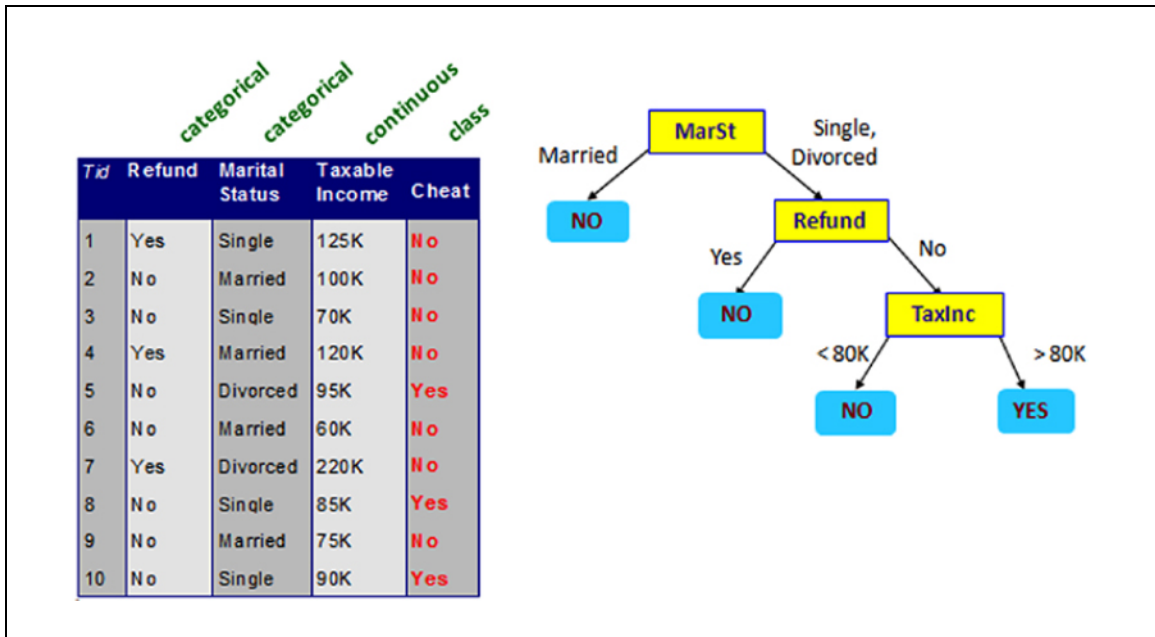 categorical categorical continuous class
Tid Refund Marital Status Taxable Income Cheat
1 Yes Single 125K No
2 No Married 100K No
3 No Single 70K No
4 Yes Married 120K No
5 No Divorced 95K Yes
6 No Married 60K No
7 Yes Divorced 220K No
8 No Single 85K Yes
9 No Married 75K No
10 No Single 90K Yes
MarSt
Married
Single,
Divorced
NO
Refund
Yes
No
NO
TaxInc
< 80K
> 80K
NO
YES